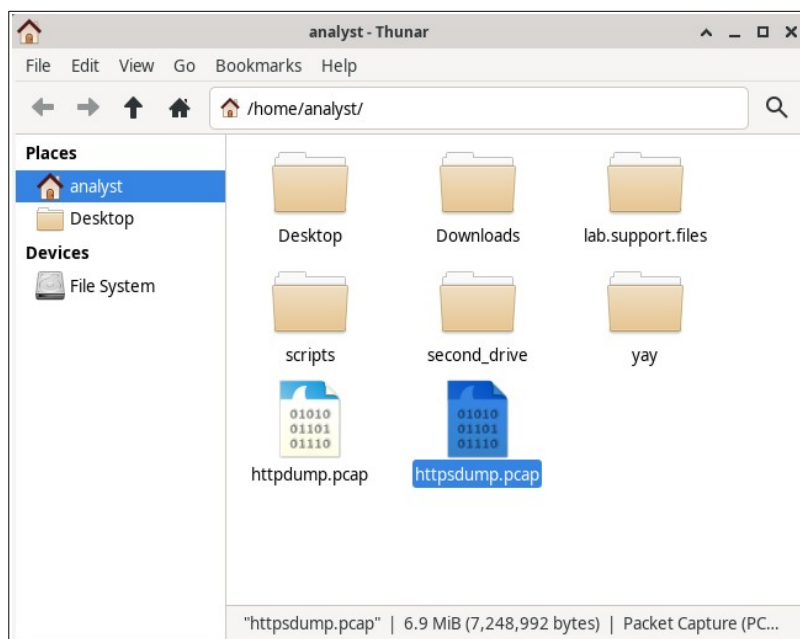 analyst - Thunar
File Edit View Go Bookmarks Help
/home/analyst/
Places
analyst
Desktop
Devices
File System
Desktop Downloads lab.support.files
scripts second_drive yay
01010 01010
01101 01101
01110 01110
httpdump.pcap httpsdump.pcap
"httpsdump.pcap" | 6.9 MiB (7,248,992 bytes) | Packet Capture (PC...